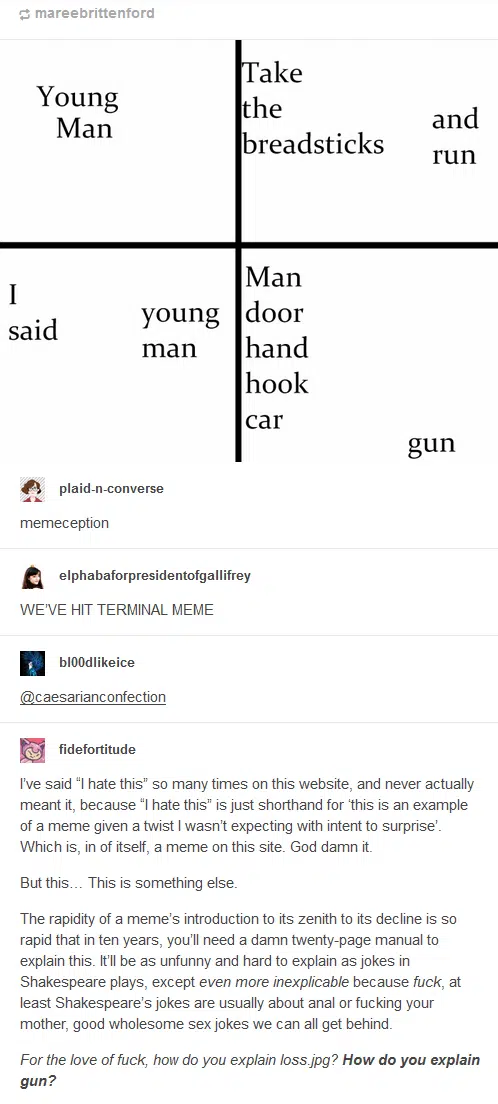 mareebrittenford
Young
Man
Take
the
breadsticks
and
run
I
said
young
man
Man
door
hand
hook
car
gun
plaid-n-converse
memeception
elphabaforpresidentofgallifrey
WE'VE HIT TERMINAL MEME
bl00dlikeice
@caesarianconfection
fidefortitude
I've said “I hate this” so many times on this website, and never actually
meant it, because “I hate this” is just shorthand for ‘this is an example
of a meme given a twist I wasn't expecting with intent to surprise’.
Which is, in of itself, a meme on this site. God damn it.
But this… This is something else.
The rapidity of a meme's introduction to its zenith to its decline is so
rapid that in ten years, you'll need a damn twenty-page manual to
explain this. It'll be as unfunny and hard to explain as jokes in
Shakespeare plays, except even more inexplicable because fuck, at
least Shakespeare's jokes are usually about anal or fucking your
mother, good wholesome sex jokes we can all get behind.
For the love of fuck, how do you explain loss.jpg? How do you explain
gun?